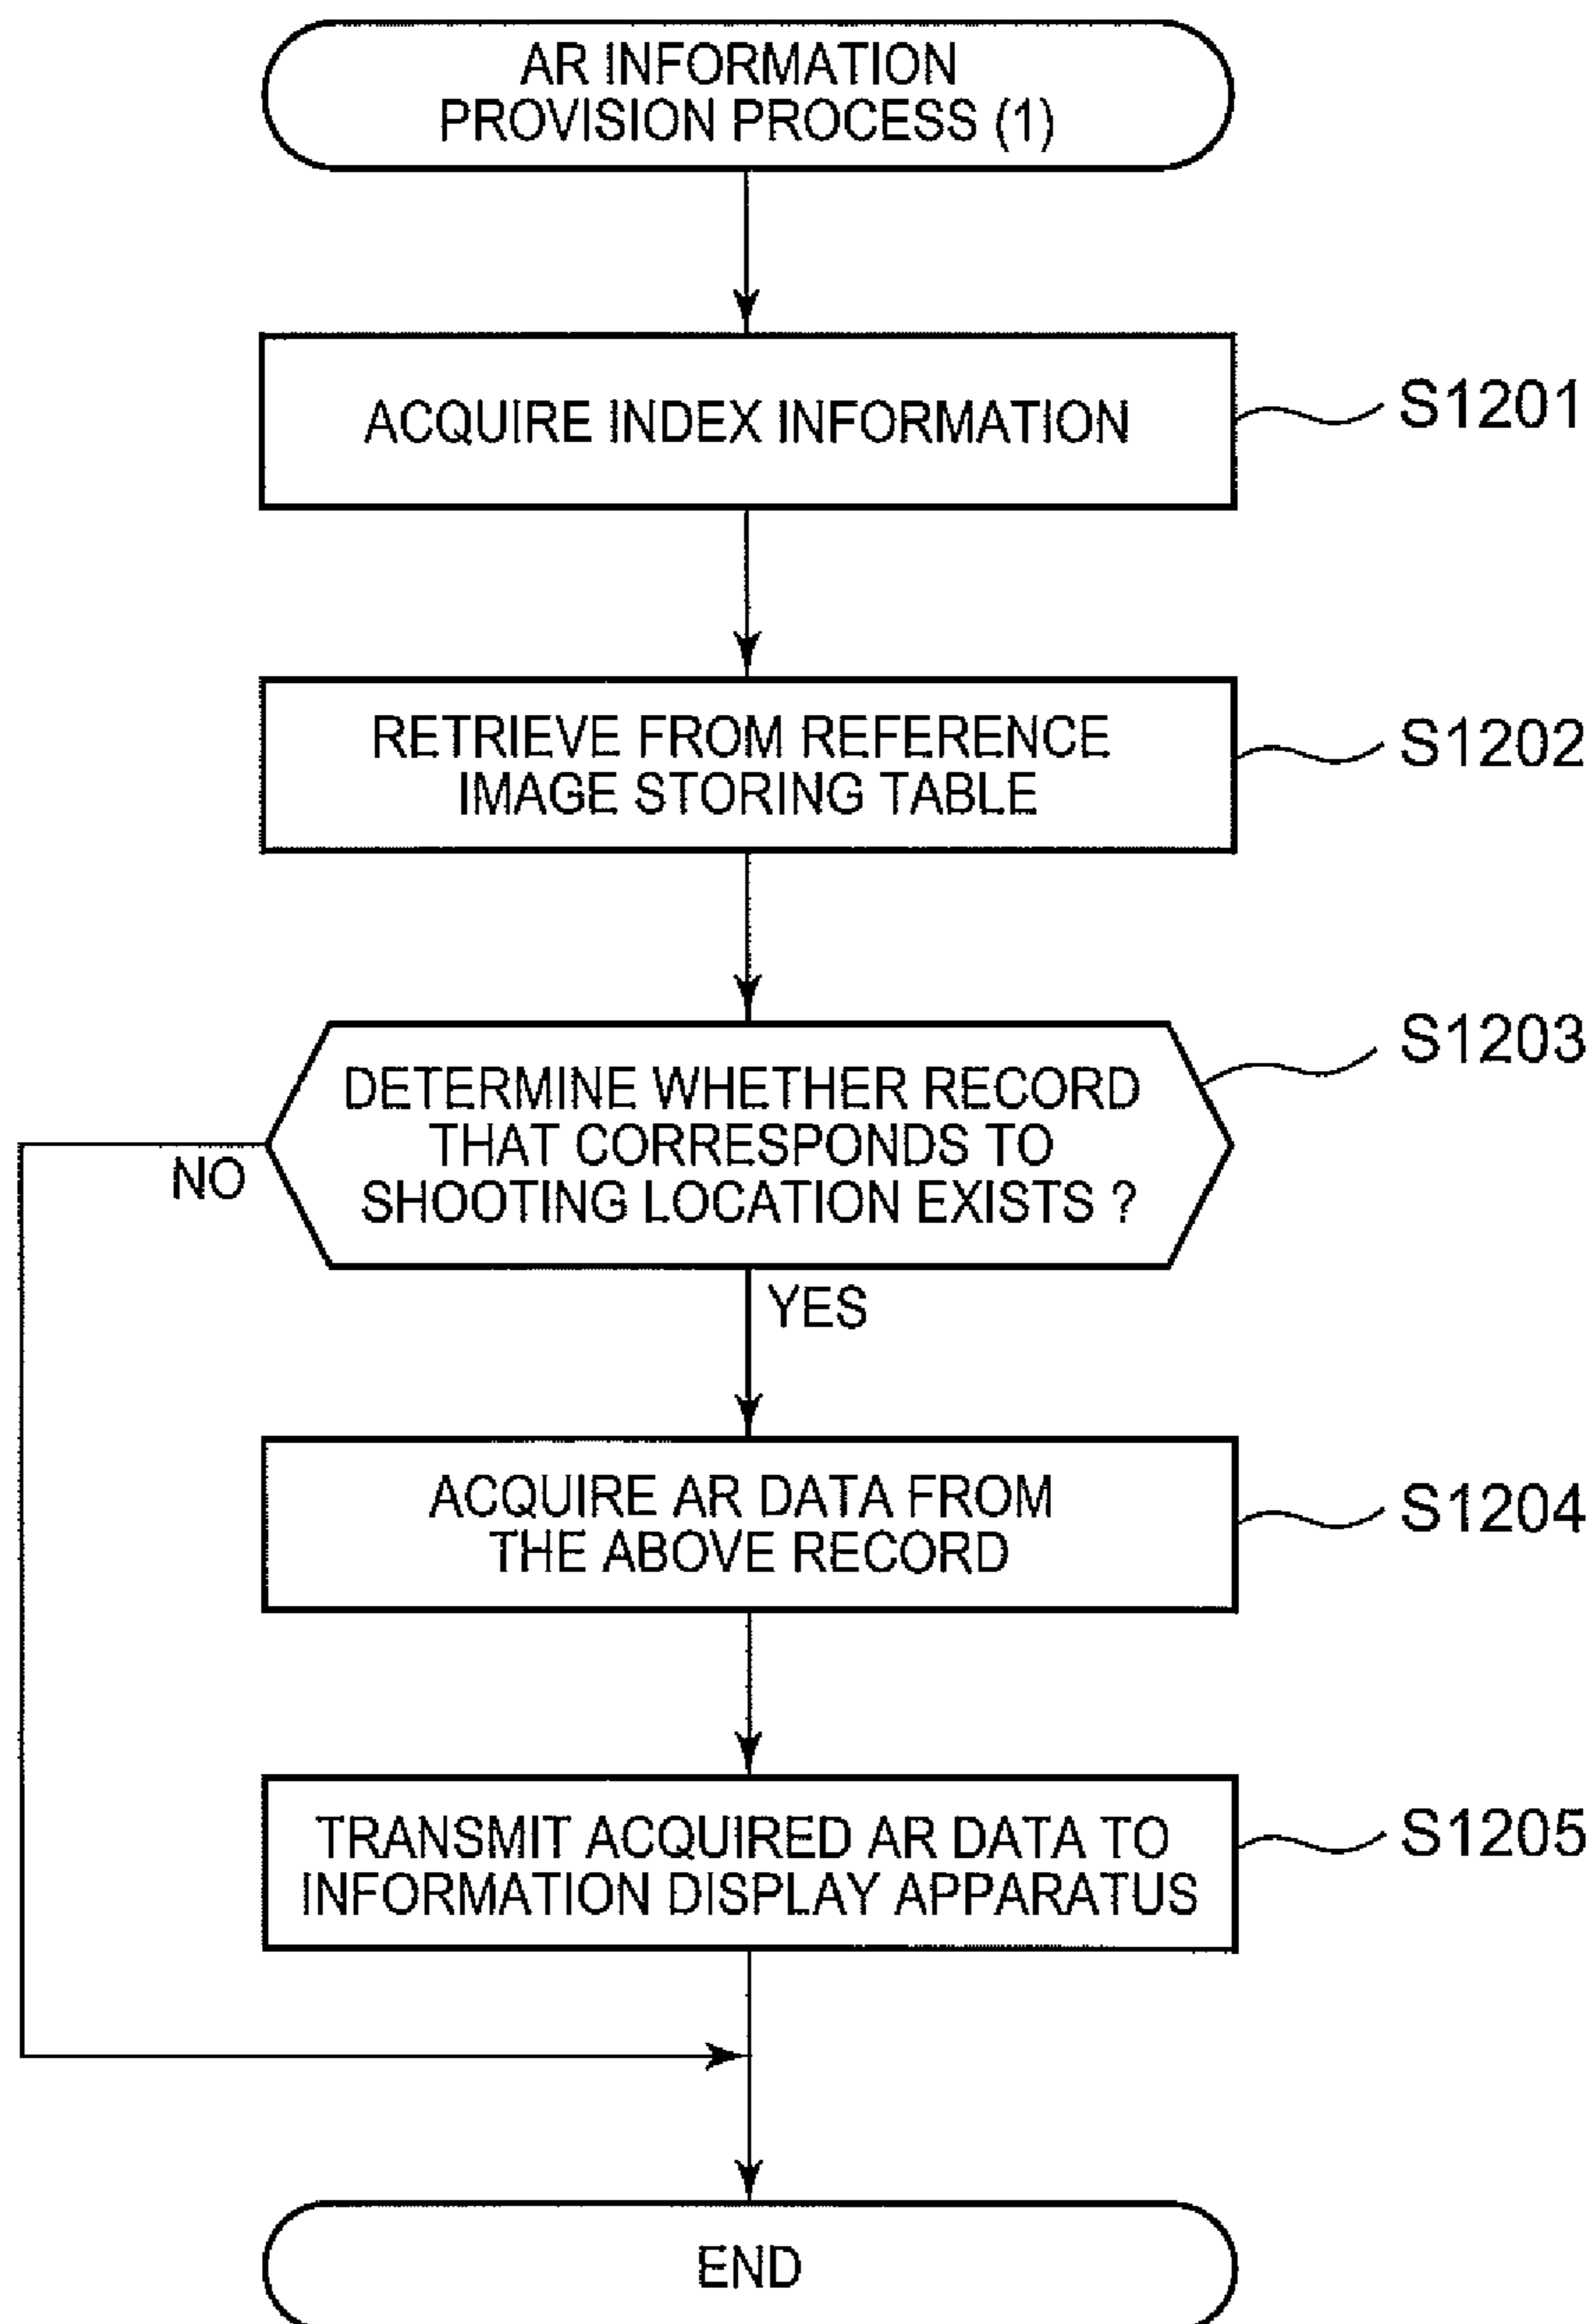 AR INFORMATION
PROVISION PROCESS (1)
ACQUIRE INDEX INFORMATION
S1201
RETRIEVE FROM REFERENCE
IMAGE STORING TABLE
S1202
DETERMINE WHETHER RECORD
THAT CORRESPONDS TO
SHOOTING LOCATION EXISTS ?
S1203
NO
YES
ACQUIRE AR DATA FROM
THE ABOVE RECORD
S1204
TRANSMIT ACQUIRED AR DATA TO
INFORMATION DISPLAY APPARATUS
S1205
END